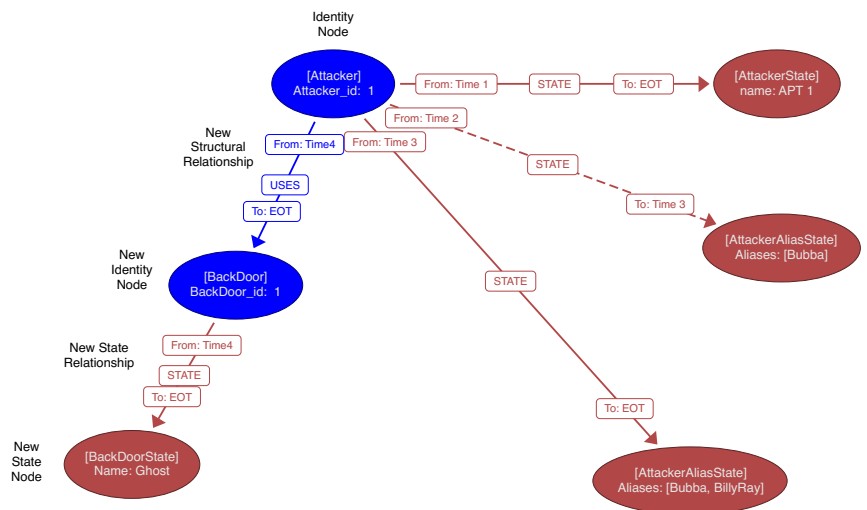 Identity
Node
[Attacker]
Attacker_id:  1
From: Time 1
STATE
To: EOT
[AttackerState]
name: APT 1
From: Time 2
STATE
To: Time 3
[AttackerAliasState]
Aliases: [Bubba]
New
Structural
Relationship
From: Time4
USES
To: EOT
From: Time 3
STATE
To: EOT
[AttackerAliasState]
Aliases: [Bubba, BillyRay]
New
Identity
Node
[BackDoor]
BackDoor_id:  1
New State
Relationship
From: Time4
STATE
To: EOT
New
State
Node
[BackDoorState]
Name: Ghost